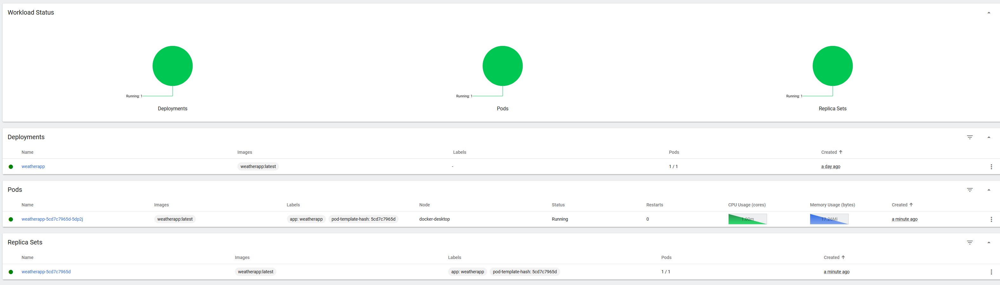 Workload Status
Running: 1
Running: 1
Running: 1
Deployments
Pods
Replica Sets
Deployments
Name Images Labels Pods Created
weatherapp weatherapp:latest - 1 / 1 a day ago
Pods
Name Images Labels Node Status Restarts CPU Usage (cores) Memory Usage (bytes) Created
weatherapp-5cd7c7965d-5dp2j weatherapp:latest app: weatherapp pod-template-hash: 5cd7c7965d docker-desktop Running 0 1.00m 17.26Mi a minute ago
Replica Sets
Name Images Labels Pods Created
weatherapp-5cd7c7965d weatherapp:latest app: weatherapp pod-template-hash: 5cd7c7965d 1 / 1 a minute ago